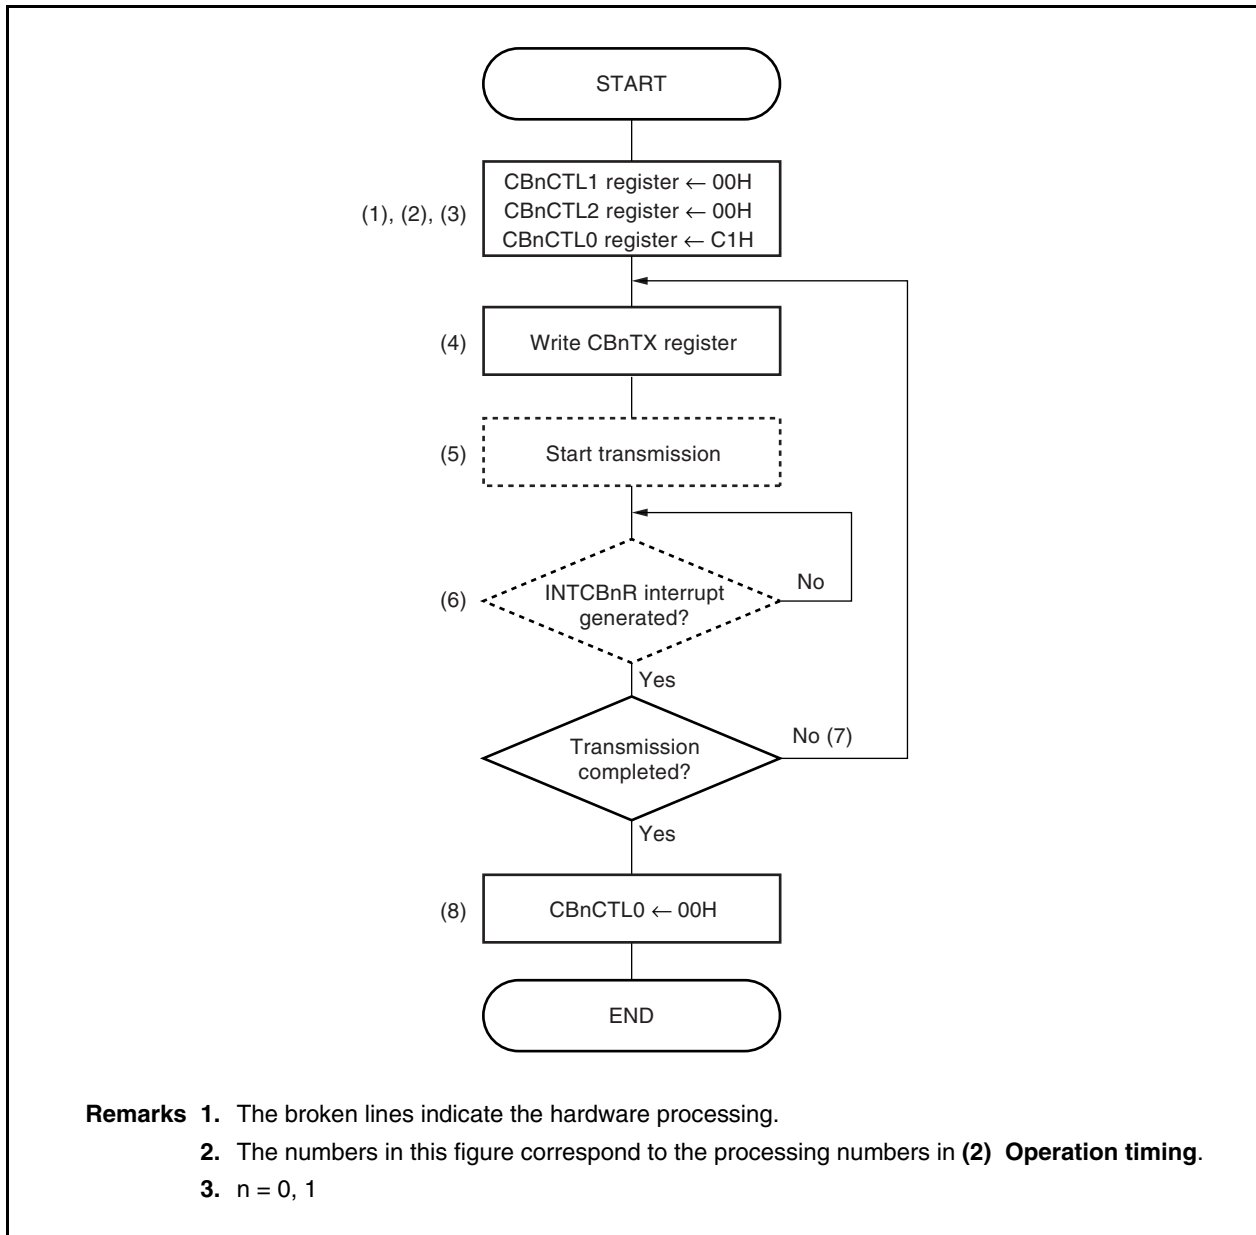 START
(1), (2), (3)
CBnCTL1 register ← 00H
CBnCTL2 register ← 00H
CBnCTL0 register ← C1H
(4)
Write CBnTX register
(5)
Start transmission
(6)
INTCBnR interrupt
generated?
No
Yes
Transmission
completed?
No (7)
Yes
(8)
CBnCTL0 ← 00H
END
Remarks 1. The broken lines indicate the hardware processing.
2. The numbers in this figure correspond to the processing numbers in (2) Operation timing.
3. n = 0, 1